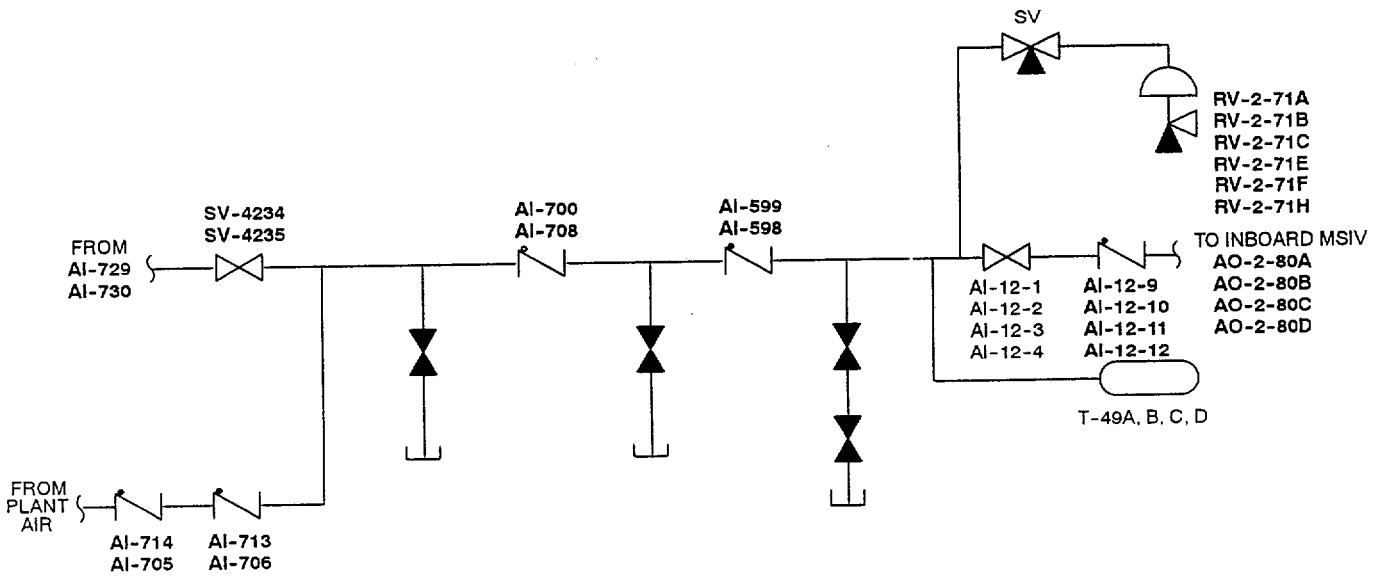 SV
RV-2-71A
RV-2-71B
RV-2-71C
RV-2-71E
RV-2-71F
RV-2-71H
SV-4234
SV-4235
AI-700
AI-708
AI-599
AI-598
FROM
AI-729
AI-730
TO INBOARD MSIV
AO-2-80A
AO-2-80B
AO-2-80C
AO-2-80D
AI-12-1
AI-12-2
AI-12-3
AI-12-4
AI-12-9
AI-12-10
AI-12-11
AI-12-12
T-49A, B, C, D
FROM
PLANT
AIR
AI-714
AI-705
AI-713
AI-706